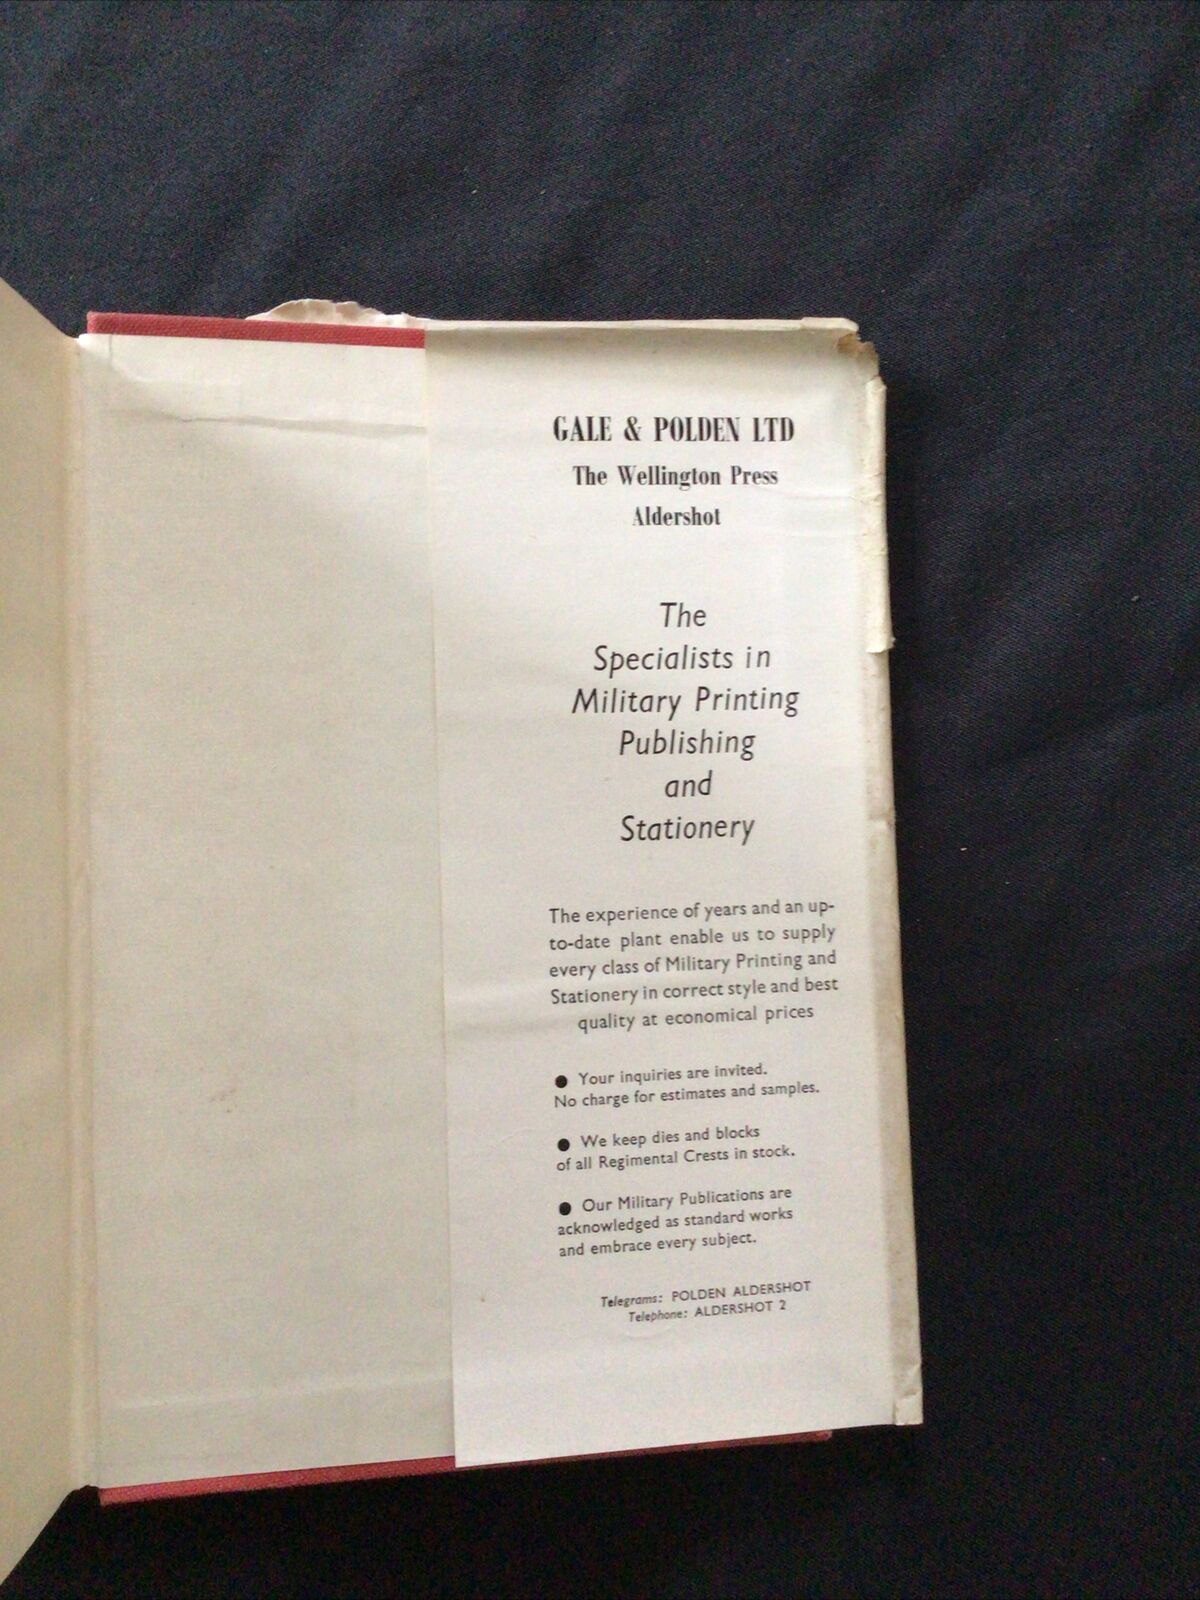 GALE & POLDEN LTD
The Wellington Press
Aldershot
The
Specialists in
Military Printing
Publishing
and
Stationery
The experience of years and an up-
to-date plant enable us to supply
every class of Military Printing and
Stationery in correct style and best
quality at economical prices
● Your inquiries are invited.
No charge for estimates and samples.
● We keep dies and blocks
of all Regimental Crests in stock.
● Our Military Publications are
acknowledged as standard works
and embrace every subject.
Telegrams: POLDEN ALDERSHOT
Telephone: ALDERSHOT 2